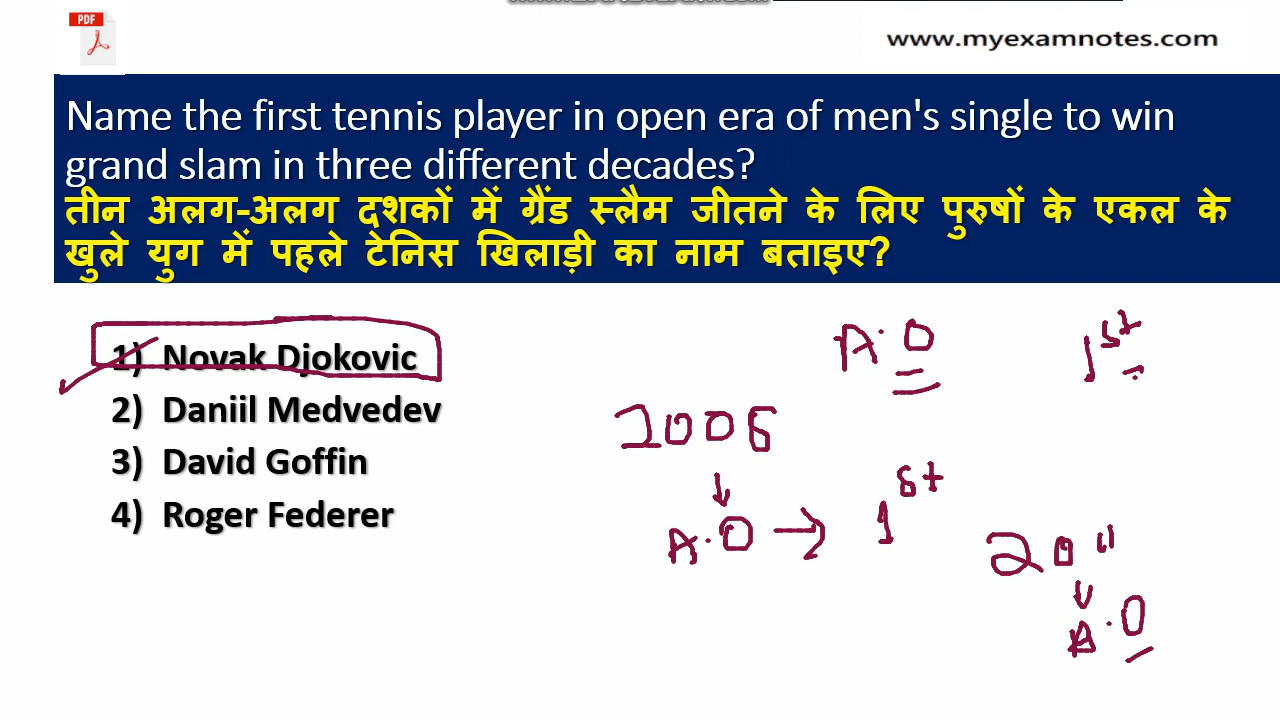 PDF
www.myexamnotes.com
Name the first tennis player in open era of men's single to win
grand slam in three different decades?
तीन अलग-अलग दशकों में ग्रैंड स्लैम जीतने के लिए पुरुषों के एकल के
खुले युग में पहले टेनिस खिलाड़ी का नाम बताइए?
1) Novak Djokovic
2) Daniil Medvedev
3) David Goffin
4) Roger Federer
A.O
1st
2006
A.O → 1st
2011
A.O